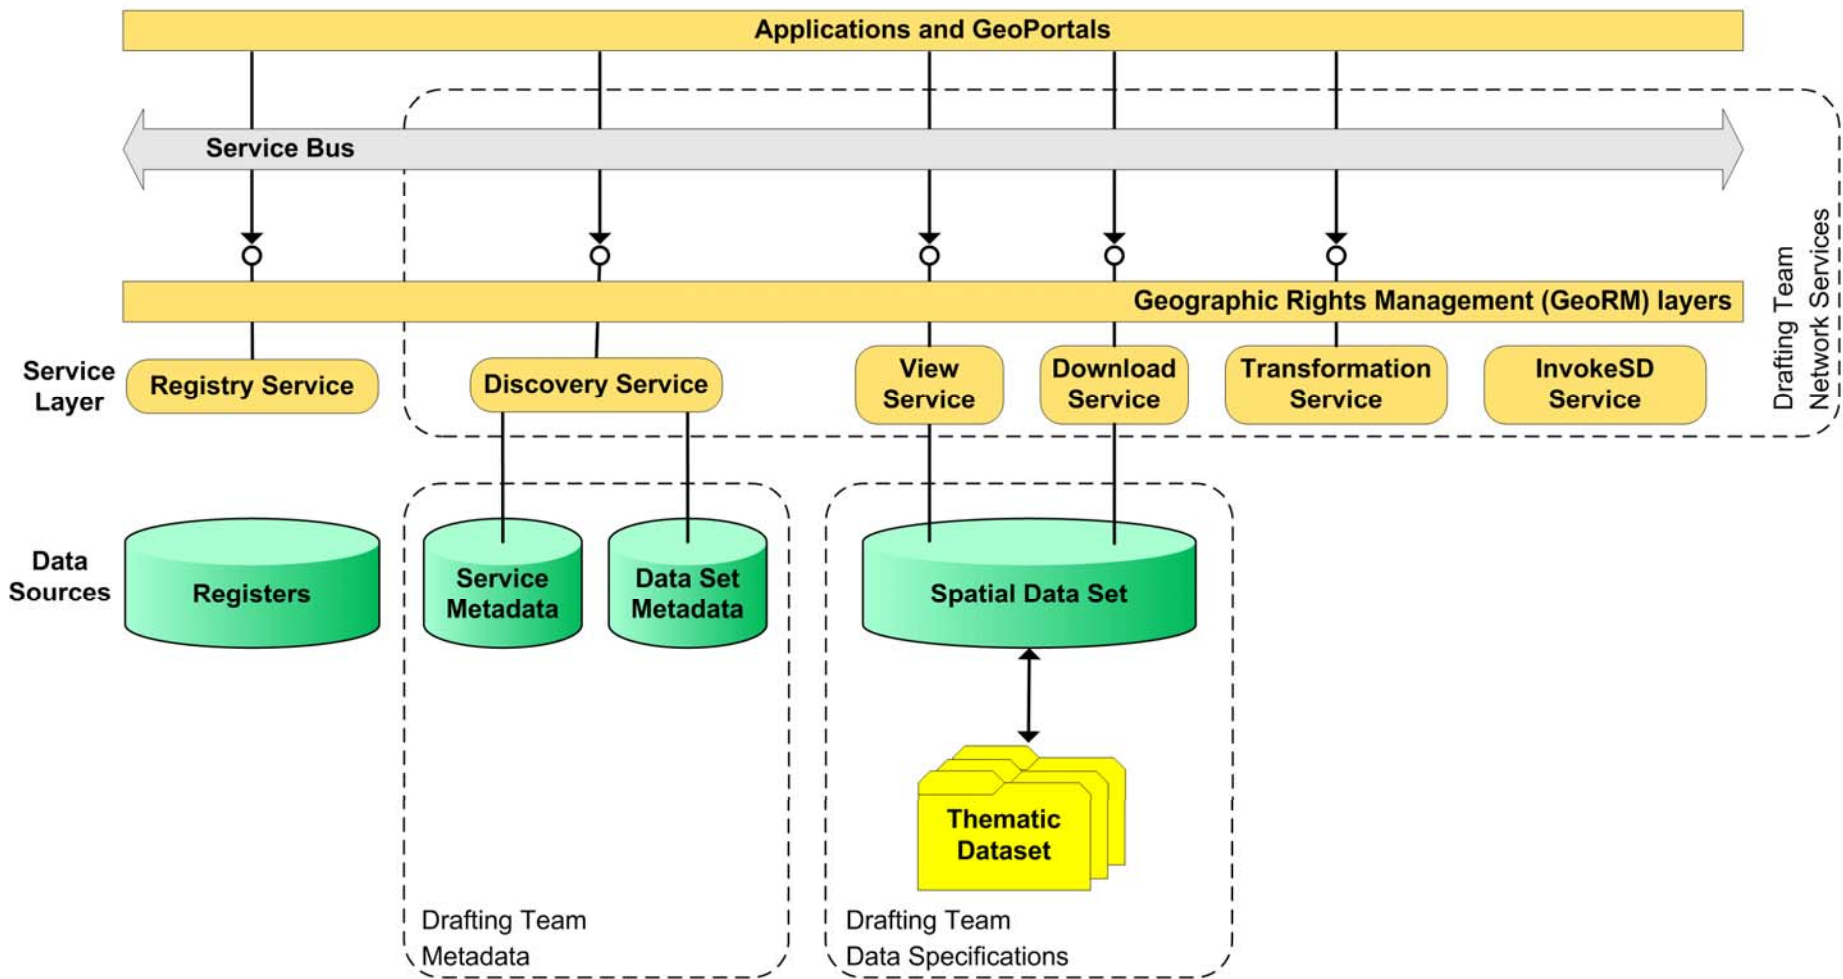 Applications and GeoPortals
Service Bus
Geographic Rights Management (GeoRM) layers
Drafting Team
Network Services
Service
Layer
Registry Service
Discovery Service
View
Service
Download
Service
Transformation
Service
InvokeSD
Service
Data
Sources
Registers
Service
Metadata
Data Set
Metadata
Spatial Data Set
Thematic
Dataset
Drafting Team
Metadata
Drafting Team
Data Specifications